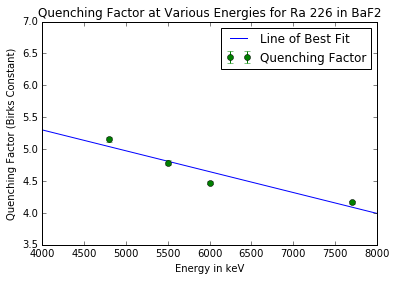 Quenching Factor at Various Energies for Ra 226 in BaF2
7.0
6.5
6.0
5.5
5.0
4.5
4.0
3.5
Quenching Factor (Birks Constant)
Line of Best Fit
Quenching Factor
4000 4500 5000 5500 6000 6500 7000 7500 8000
Energy in keV